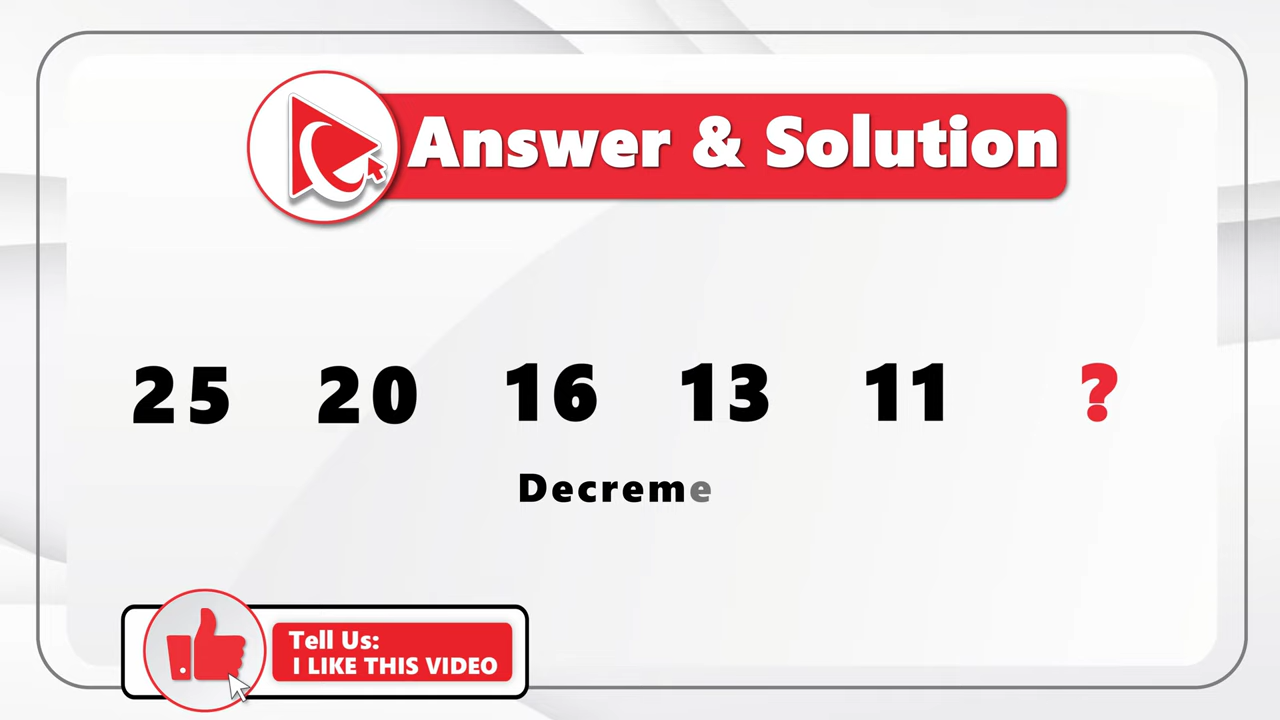 Answer & Solution
25 20 16 13 11 ?
Decreme
Tell Us:
I LIKE THIS VIDEO